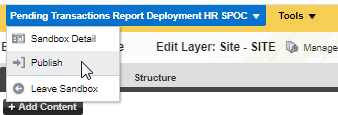 Pending Transactions Report Deployment HR SPOC Tools
Sandbox Detail
Edit Layer: Site - SITE Manage
Publish
Structure
Leave Sandbox
+ Add Content